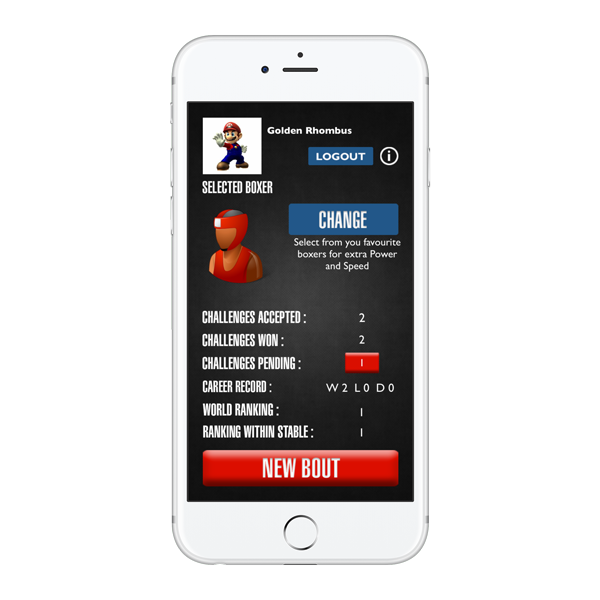 Golden Rhombus
LOGOUT i
SELECTED BOXER
CHANGE
Select from you favourite
boxers for extra Power
and Speed
CHALLENGES ACCEPTED : 2
CHALLENGES WON : 2
CHALLENGES PENDING : 1
CAREER RECORD : W 2 L 0 D 0
WORLD RANKING : 1
RANKING WITHIN STABLE : 1
NEW BOUT